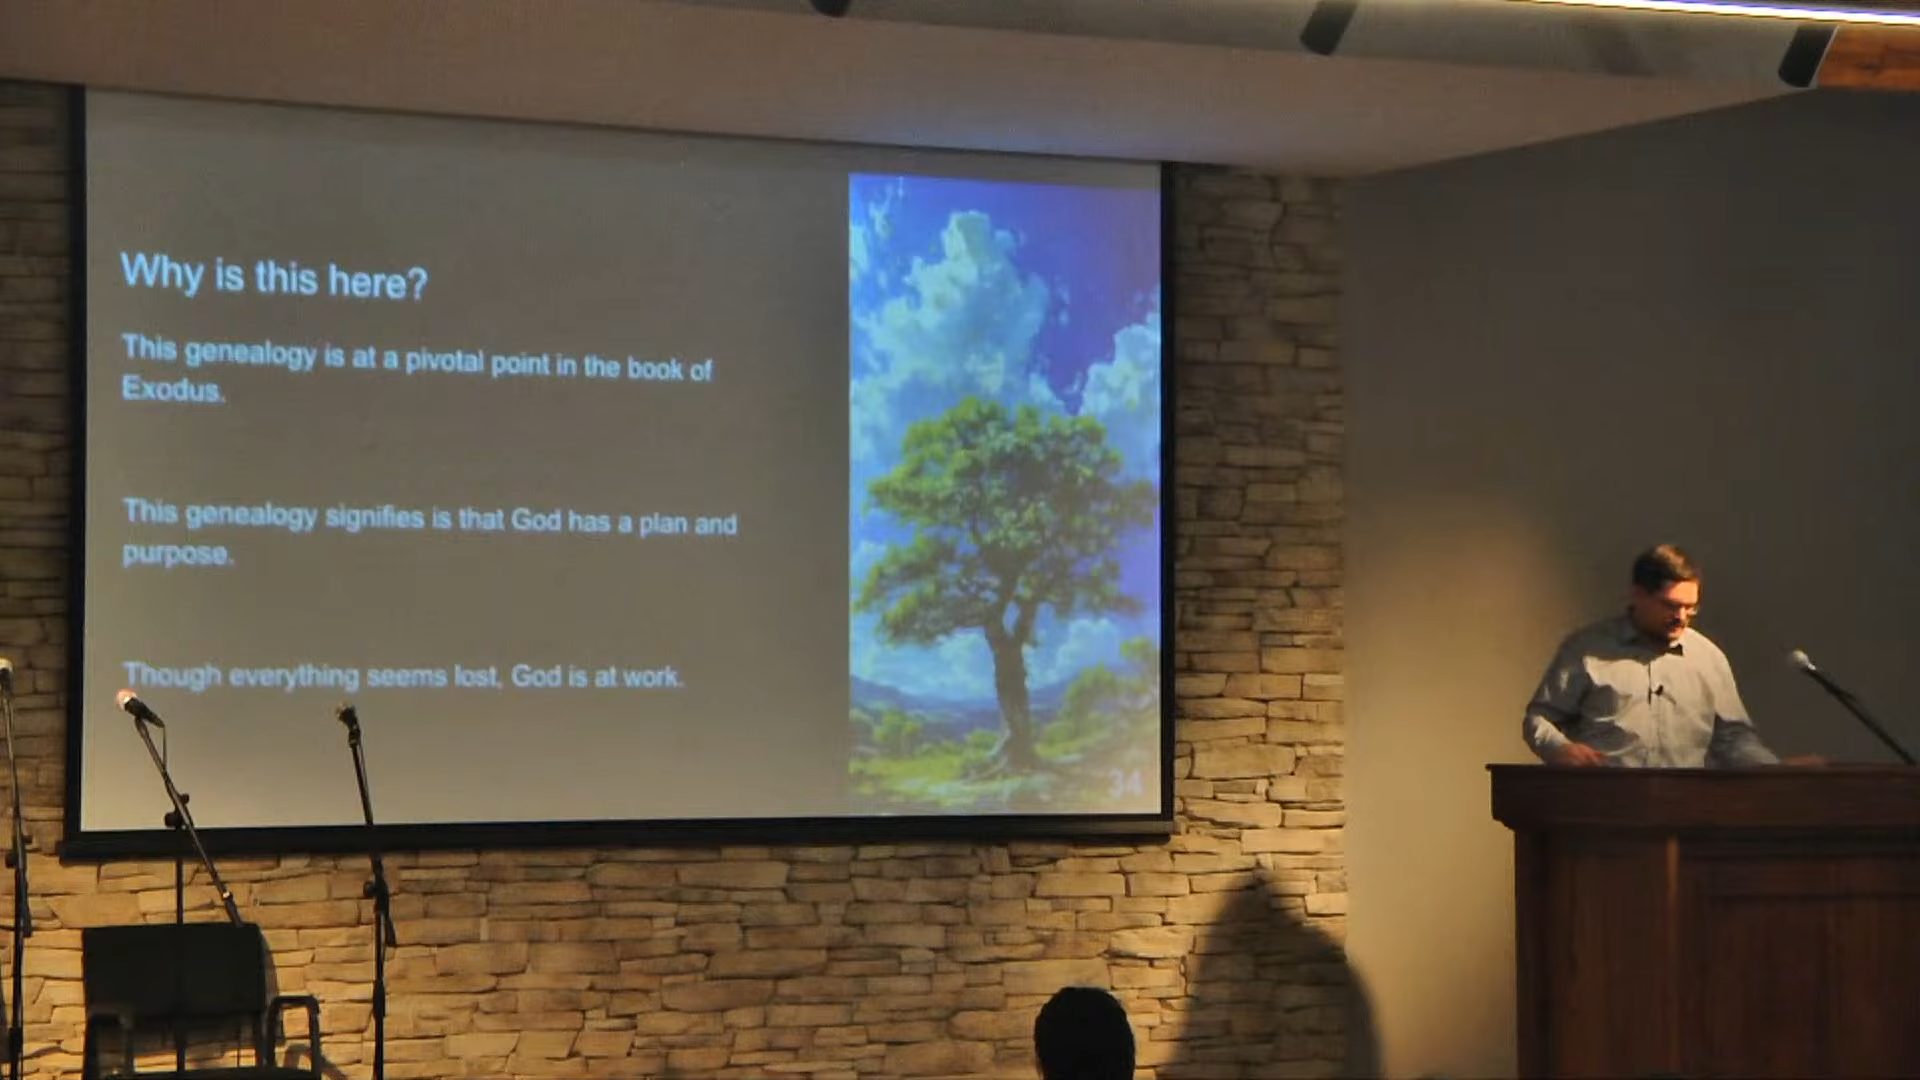 Why is this here?
This genealogy is at a pivotal point in the book of
Exodus.
This genealogy signifies is that God has a plan and
purpose.
Though everything seems lost, God is at work.
34